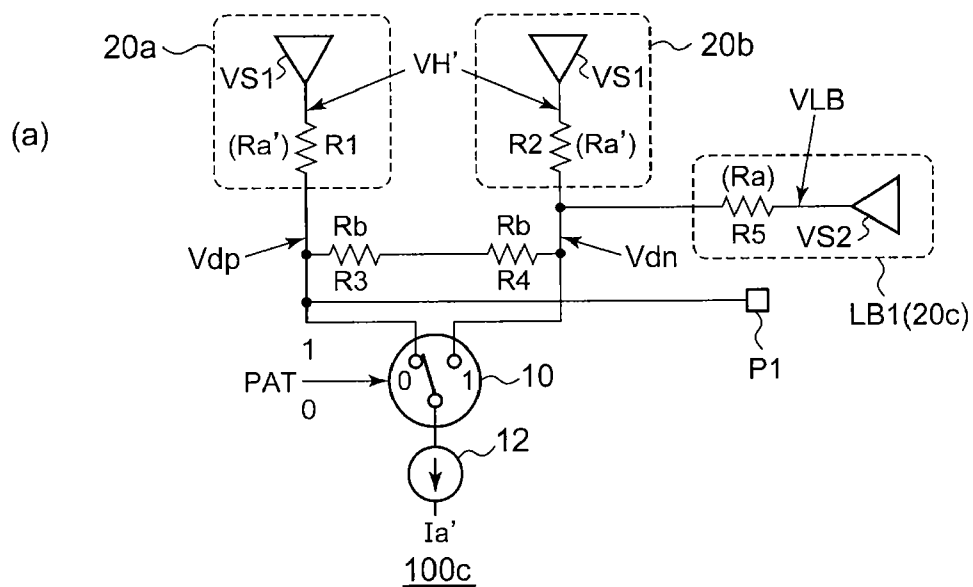 20a
VS1
VH'
VS1
20b
(a)
(Ra')
R1
R2
(Ra')
VLB
(Ra)
R5
VS2
Vdp
Rb
R3
Rb
R4
Vdn
LB1(20c)
P1
1
PAT
0
0
1
10
12
Ia'
100c